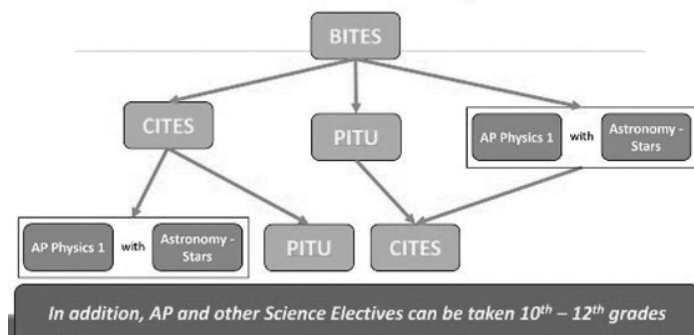 BITES
CITES
PITU
AP Physics 1 with Astronomy -
Stars
AP Physics 1 with Astronomy -
Stars
PITU
CITES
In addition, AP and other Science Electives can be taken 10th – 12th grades